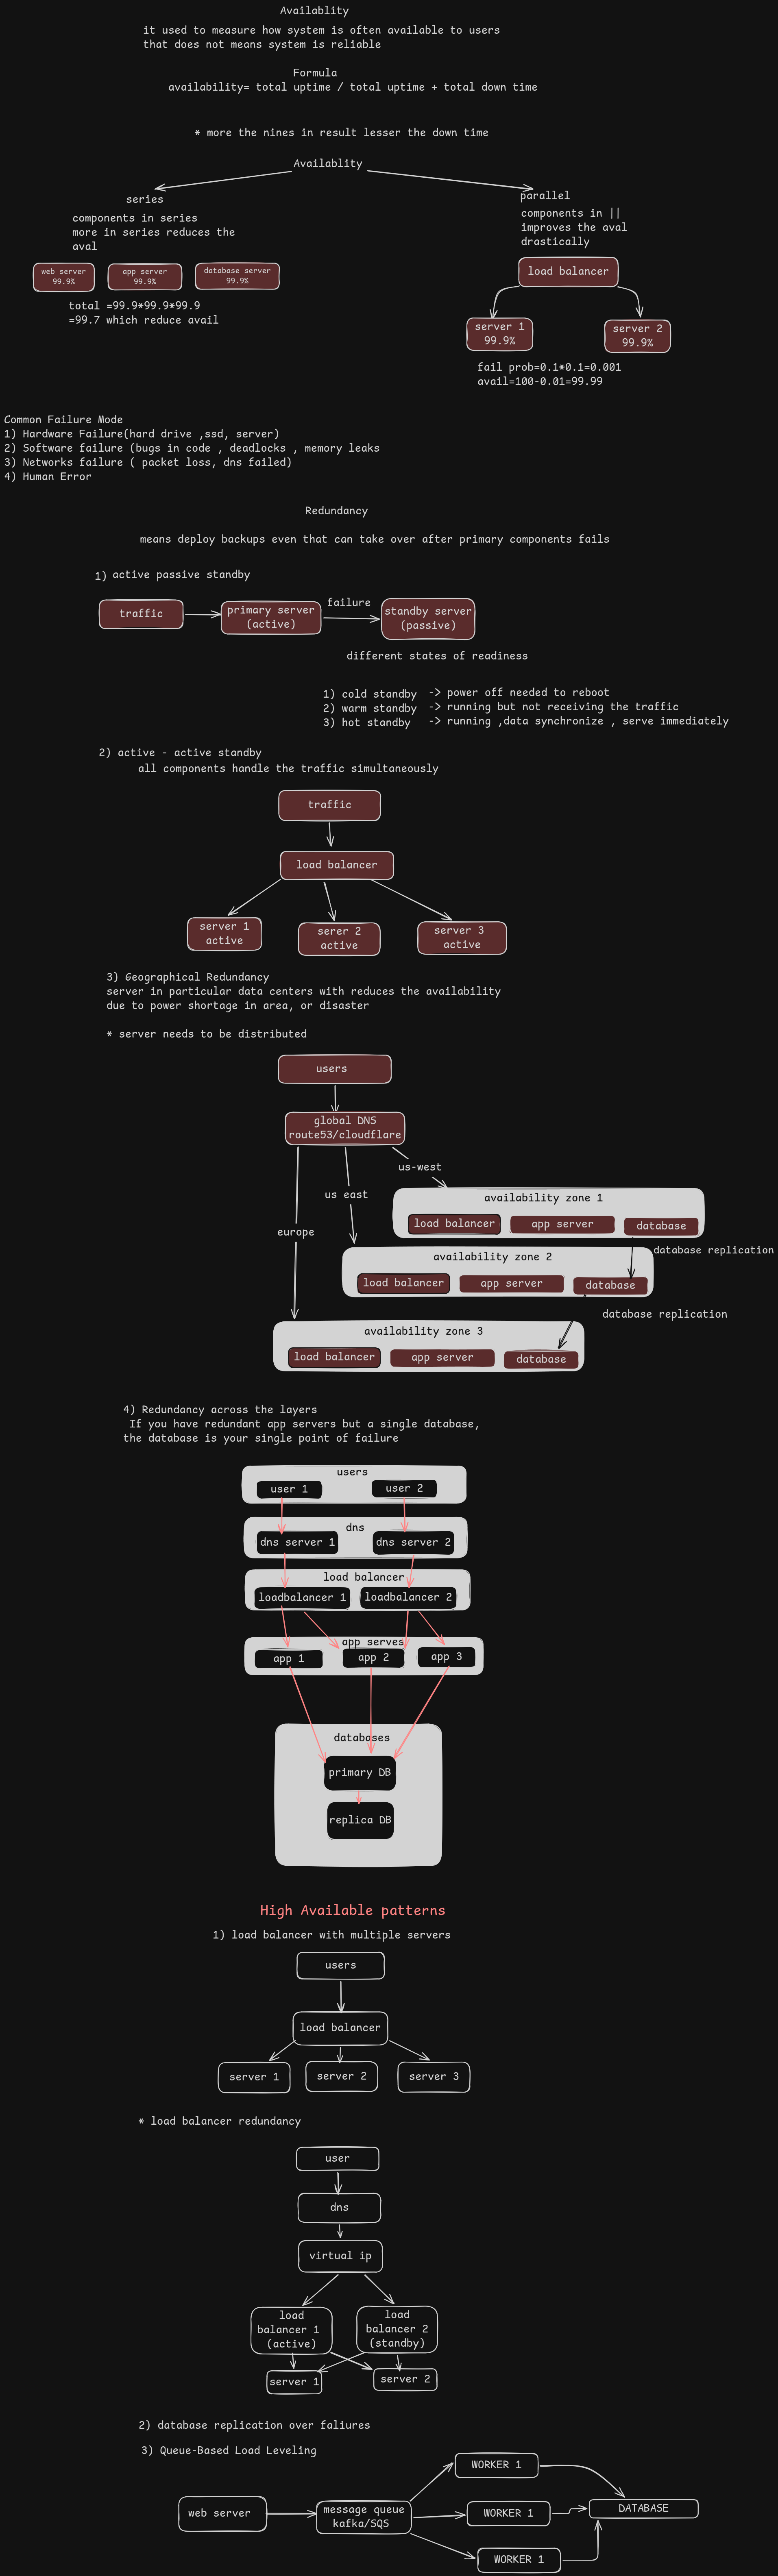 Availablity
it used to measure how system is often available to users
that does not means system is reliable
Formula
availability= total uptime / total uptime + total down time
* more the nines in result lesser the down time
Availablity
series
components in series
more in series reduces the
aval
web server
99.9%
app server
99.9%
database server
99.9%
total =99.9*99.9*99.9
=99.7 which reduce avail
parallel
components in ||
improves the aval
drastically
load balancer
server 1
99.9%
server 2
99.9%
fail prob=0.1*0.1=0.001
avail=100-0.01=99.99
Common Failure Mode
1) Hardware Failure(hard drive ,ssd, server)
2) Software failure (bugs in code , deadlocks , memory leaks
3) Networks failure ( packet loss, dns failed)
4) Human Error
Redundancy
means deploy backups even that can take over after primary components fails
1) active passive standby
traffic
primary server
(active)
failure
standby server
(passive)
different states of readiness
1) cold standby -> power off needed to reboot
2) warm standby -> running but not receiving the traffic
3) hot standby -> running ,data synchronize , serve immediately
2) active - active standby
all components handle the traffic simultaneously
traffic
load balancer
server 1
active
serer 2
active
server 3
active
3) Geographical Redundancy
server in particular data centers with reduces the availability
due to power shortage in area, or disaster
* server needs to be distributed
users
global DNS
route53/cloudflare
us-west
us east
europe
availability zone 1
load balancer
app server
database
database replication
availability zone 2
load balancer
app server
database
database replication
availability zone 3
load balancer
app server
database
4) Redundancy across the layers
If you have redundant app servers but a single database,
the database is your single point of failure
users
user 1
user 2
dns
dns server 1
dns server 2
load balancer
loadbalancer 1
loadbalancer 2
app serves
app 1
app 2
app 3
databases
primary DB
replica DB
High Available patterns
1) load balancer with multiple servers
users
load balancer
server 1
server 2
server 3
* load balancer redundancy
user
dns
virtual ip
load
balancer 1
(active)
load
balancer 2
(standby)
server 1
server 2
2) database replication over faliures
3) Queue-Based Load Leveling
web server
message queue
kafka/SQS
WORKER 1
WORKER 1
WORKER 1
DATABASE